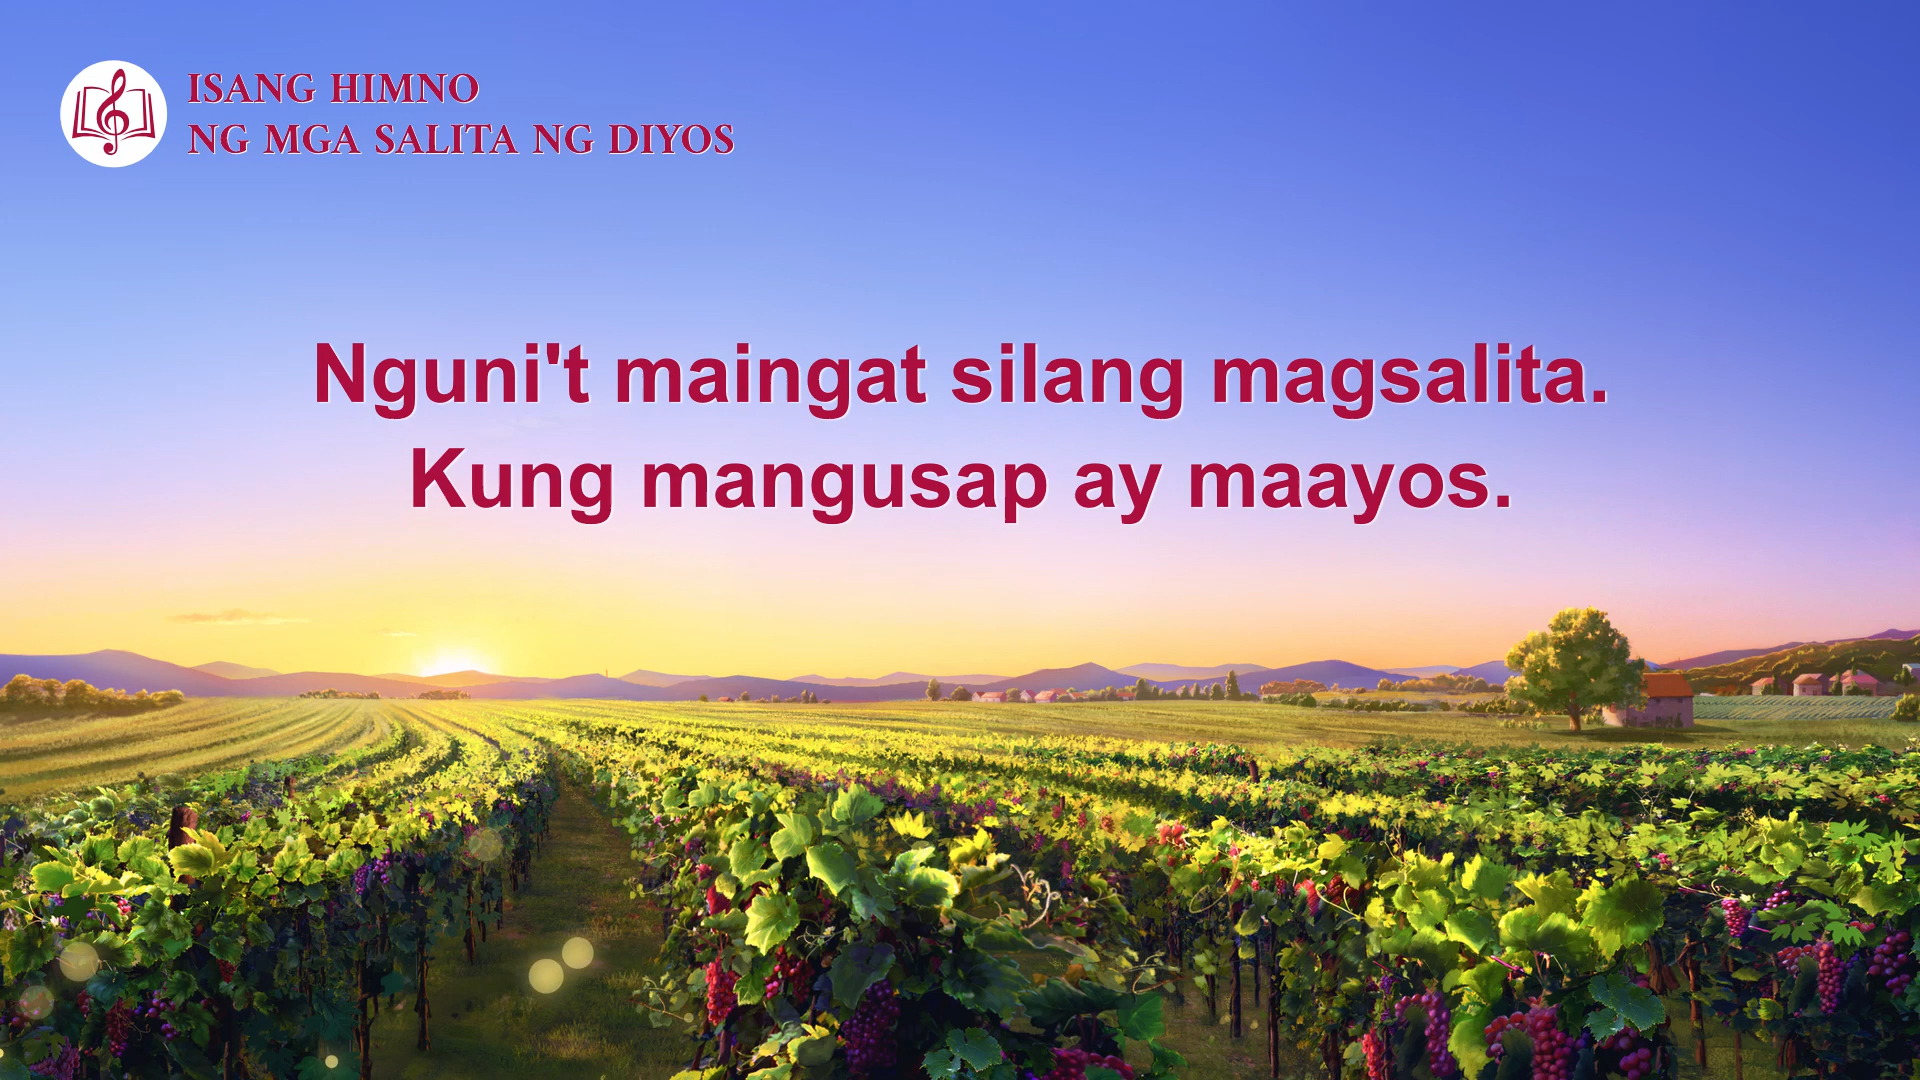 ISANG HIMNO
NG MGA SALITA NG DIYOS
Nguni't maingat silang magsalita.
Kung mangusap ay maayos.